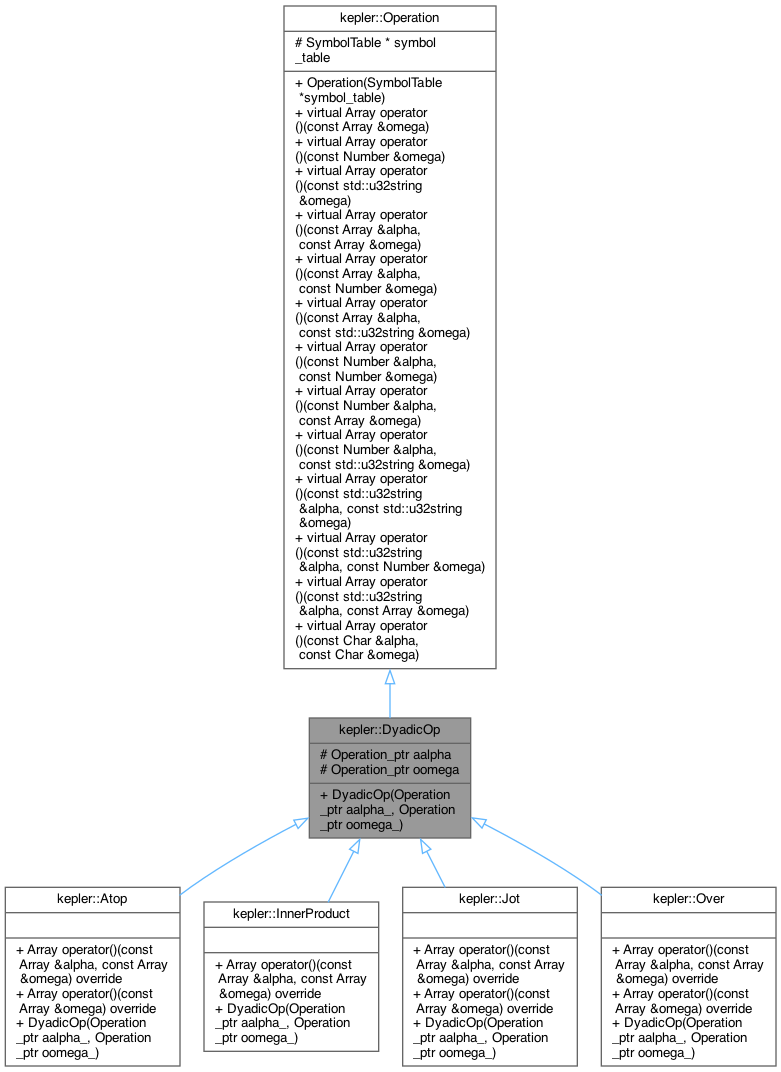 kepler::Operation
# SymbolTable * symbol
_table
+ Operation(SymbolTable
*symbol_table)
+ virtual Array operator
()(const Array &omega)
+ virtual Array operator
()(const Number &omega)
+ virtual Array operator
()(const std::u32string
&omega)
+ virtual Array operator
()(const Array &alpha,
const Array &omega)
+ virtual Array operator
()(const Array &alpha,
const Number &omega)
+ virtual Array operator
()(const Array &alpha,
const std::u32string &omega)
+ virtual Array operator
()(const Number &alpha,
const Number &omega)
+ virtual Array operator
()(const Number &alpha,
const Array &omega)
+ virtual Array operator
()(const Number &alpha,
const std::u32string &omega)
+ virtual Array operator
()(const std::u32string
&alpha, const std::u32string
&omega)
+ virtual Array operator
()(const std::u32string
&alpha, const Number &omega)
+ virtual Array operator
()(const std::u32string
&alpha, const Array &omega)
+ virtual Array operator
()(const Char &alpha,
const Char &omega)
kepler::DyadicOp
# Operation_ptr aalpha
# Operation_ptr oomega
+ DyadicOp(Operation
_ptr aalpha_, Operation
_ptr oomega_)
kepler::Atop
+ Array operator()(const
Array &alpha, const Array
&omega) override
+ Array operator()(const
Array &omega) override
+ DyadicOp(Operation
_ptr aalpha_, Operation
_ptr oomega_)
kepler::InnerProduct
+ Array operator()(const
Array &alpha, const Array
&omega) override
+ DyadicOp(Operation
_ptr aalpha_, Operation
_ptr oomega_)
kepler::Jot
+ Array operator()(const
Array &alpha, const Array
&omega) override
+ Array operator()(const
Array &omega) override
+ DyadicOp(Operation
_ptr aalpha_, Operation
_ptr oomega_)
kepler::Over
+ Array operator()(const
Array &alpha, const Array
&omega) override
+ Array operator()(const
Array &omega) override
+ DyadicOp(Operation
_ptr aalpha_, Operation
_ptr oomega_)